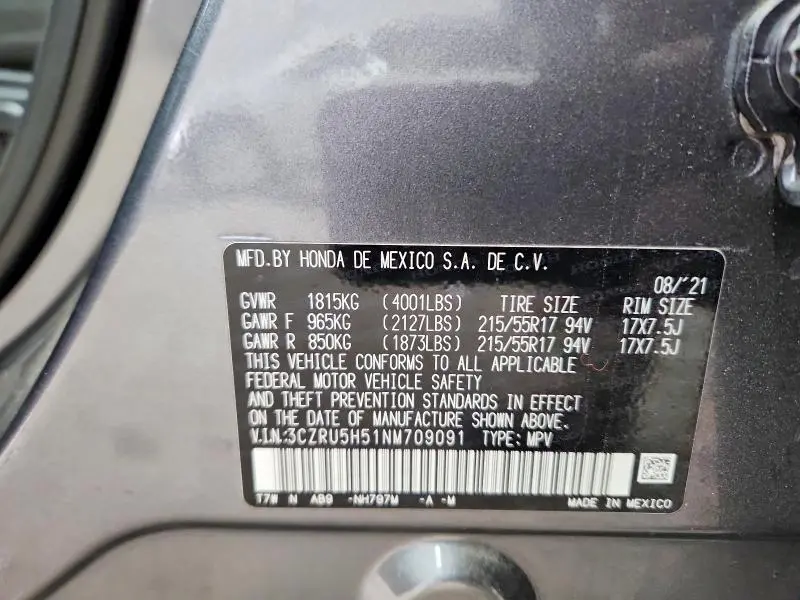 MFD.BY HONDA DE MEXICO S.A. DE C.V.
08/'21
GVWR 1815KG (4001LBS) TIRE SIZE RIM SIZE
GAWR F 965KG (2127LBS) 215/55R17 94V 17X7.5J
GAWR R 850KG (1873LBS) 215/55R17 94V 17X7.5J
THIS VEHICLE CONFORMS TO ALL APPLICABLE
FEDERAL MOTOR VEHICLE SAFETY
AND THEFT PREVENTION STANDARDS IN EFFECT
ON THE DATE OF MANUFACTURE SHOWN ABOVE.
V.I.N.:3CZRU5H51NM709091 TYPE: MPV
T7W N AB9 -NH797M -A -M MADE IN MEXICO